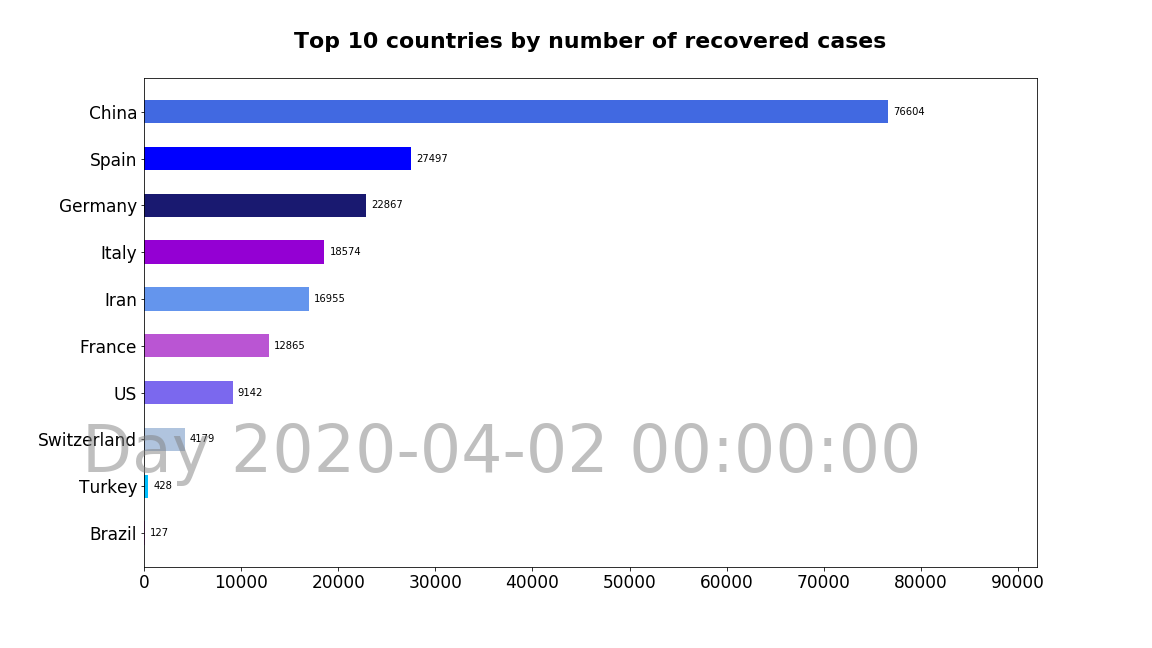 Top 10 countries by number of recovered cases
China 76604
Spain 27497
Germany 22867
Italy 18574
Iran 16955
France 12865
US 9142
Switzerland 4179
Day 2020-04-02 00:00:00
Turkey 428
Brazil 127
0 10000 20000 30000 40000 50000 60000 70000 80000 90000